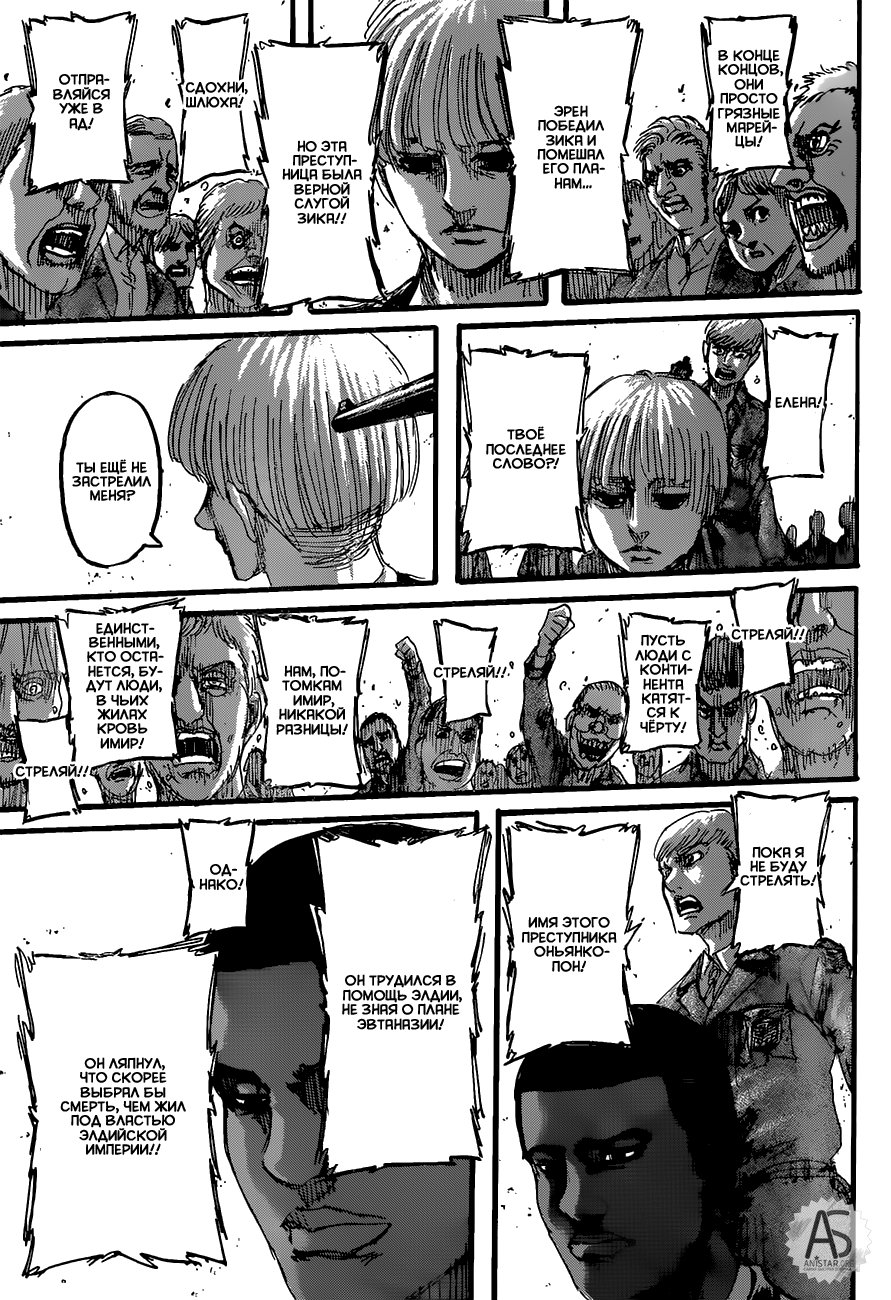 В КОНЦЕ
КОНЦОВ,
ОНИ
ПРОСТО
ГРЯЗНЫЕ
МАРЕЙ-
ЦЫ!
ЭРЕН
ПОБЕДИЛ
ЗИКА И
ПОМЕШАЛ
ЕГО ПЛА-
НАМ...
НО ЭТА
ПРЕСТУП-
НИЦА БЫЛА
ВЕРНОЙ
СЛУГОЙ
ЗИКА!!
СДОХНИ,
ШЛЮХА!
ОТПРА-
ВЛЯЙСЯ
УЖЕ В
АД!
ЕЛЕНА!
ТВОЁ
ПОСЛЕДНЕЕ
СЛОВО?!
ТЫ ЕЩЁ НЕ
ЗАСТРЕЛИЛ
МЕНЯ?
СТРЕЛЯЙ!!
ПУСТЬ
ЛЮДИ С
КОНТИ-
НЕНТА
КАТЯТ-
СЯ К
ЧЁРТУ!
СТРЕЛЯЙ!!
НАМ, ПО-
ТОМКАМ
ИМИР,
НИКАКОЙ
РАЗНИЦЫ!
ЕДИНСТ-
ВЕННЫМИ,
КТО ОСТА-
НЕТСЯ, БУ-
ДУТ ЛЮДИ,
В ЧЬИХ
ЖИЛАХ
КРОВЬ
ИМИР!
СТРЕЛЯЙ!!
ПОКА Я
НЕ БУДУ
СТРЕЛЯТЬ!
ИМЯ ЭТОГО
ПРЕСТУПНИКА
ОНЬЯНКО-
ПОН!
ОН ТРУДИЛСЯ В
ПОМОЩЬ ЭЛДИИ,
НЕ ЗНАЯ О ПЛАНЕ
ЭВТАНАЗИИ!
ОД-
НАКО!
ОН ЛЯПНУЛ,
ЧТО СКОРЕЕ
ВЫБРАЛ БЫ
СМЕРТЬ, ЧЕМ ЖИЛ
ПОД ВЛАСТЬЮ
ЭЛДИЙСКОЙ
ИМПЕРИИ!!
AS
ANISTAR.ORG